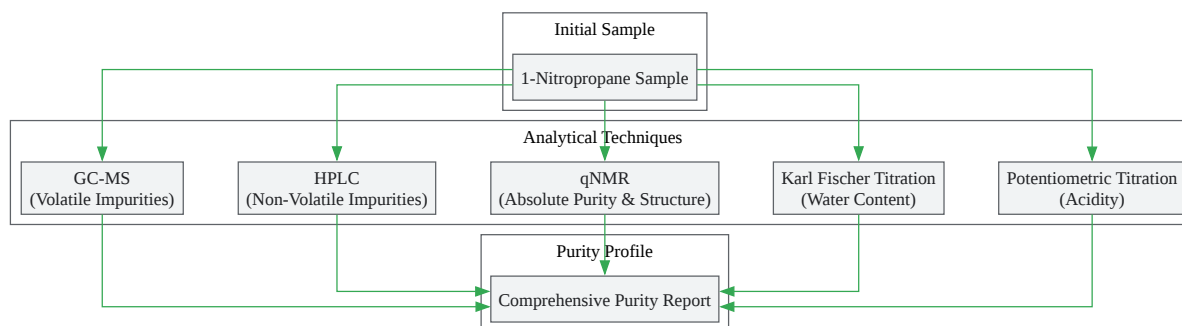 Initial Sample
1-Nitropropane Sample
Analytical Techniques
GC-MS
(Volatile Impurities)
HPLC
(Non-Volatile Impurities)
qNMR
(Absolute Purity & Structure)
Karl Fischer Titration
(Water Content)
Potentiometric Titration
(Acidity)
Purity Profile
Comprehensive Purity Report